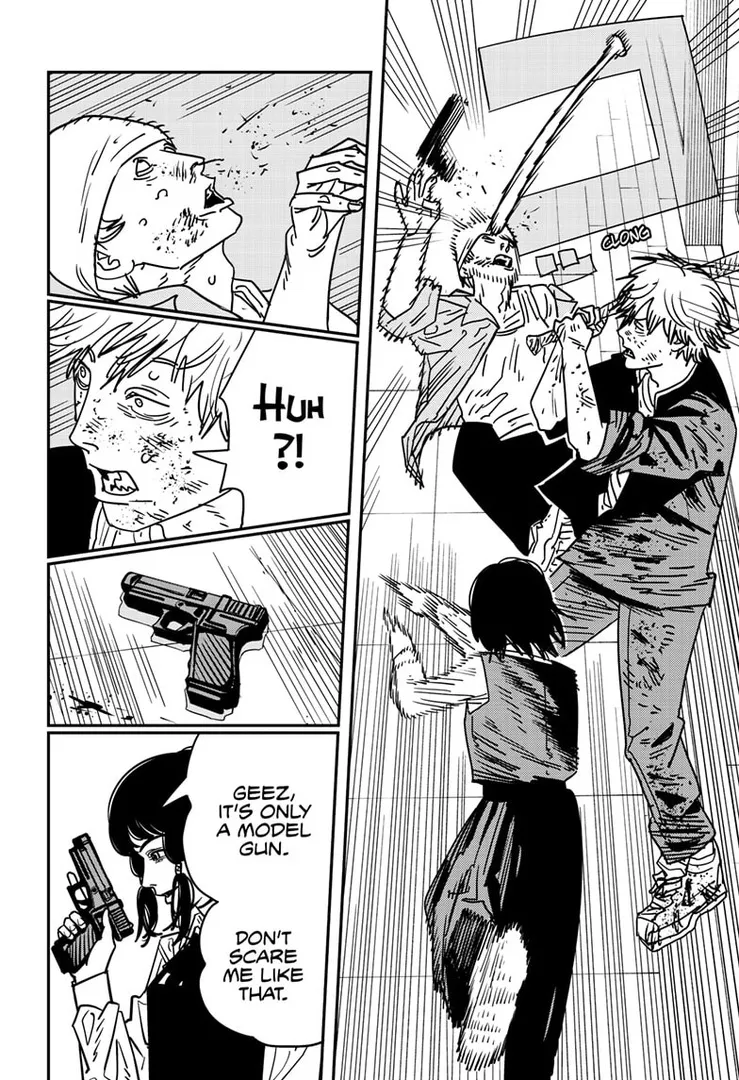 CLONG
HUH
?!
GEEZ,
IT'S ONLY
A MODEL
GUN.
DON'T
SCARE
ME LIKE
THAT.